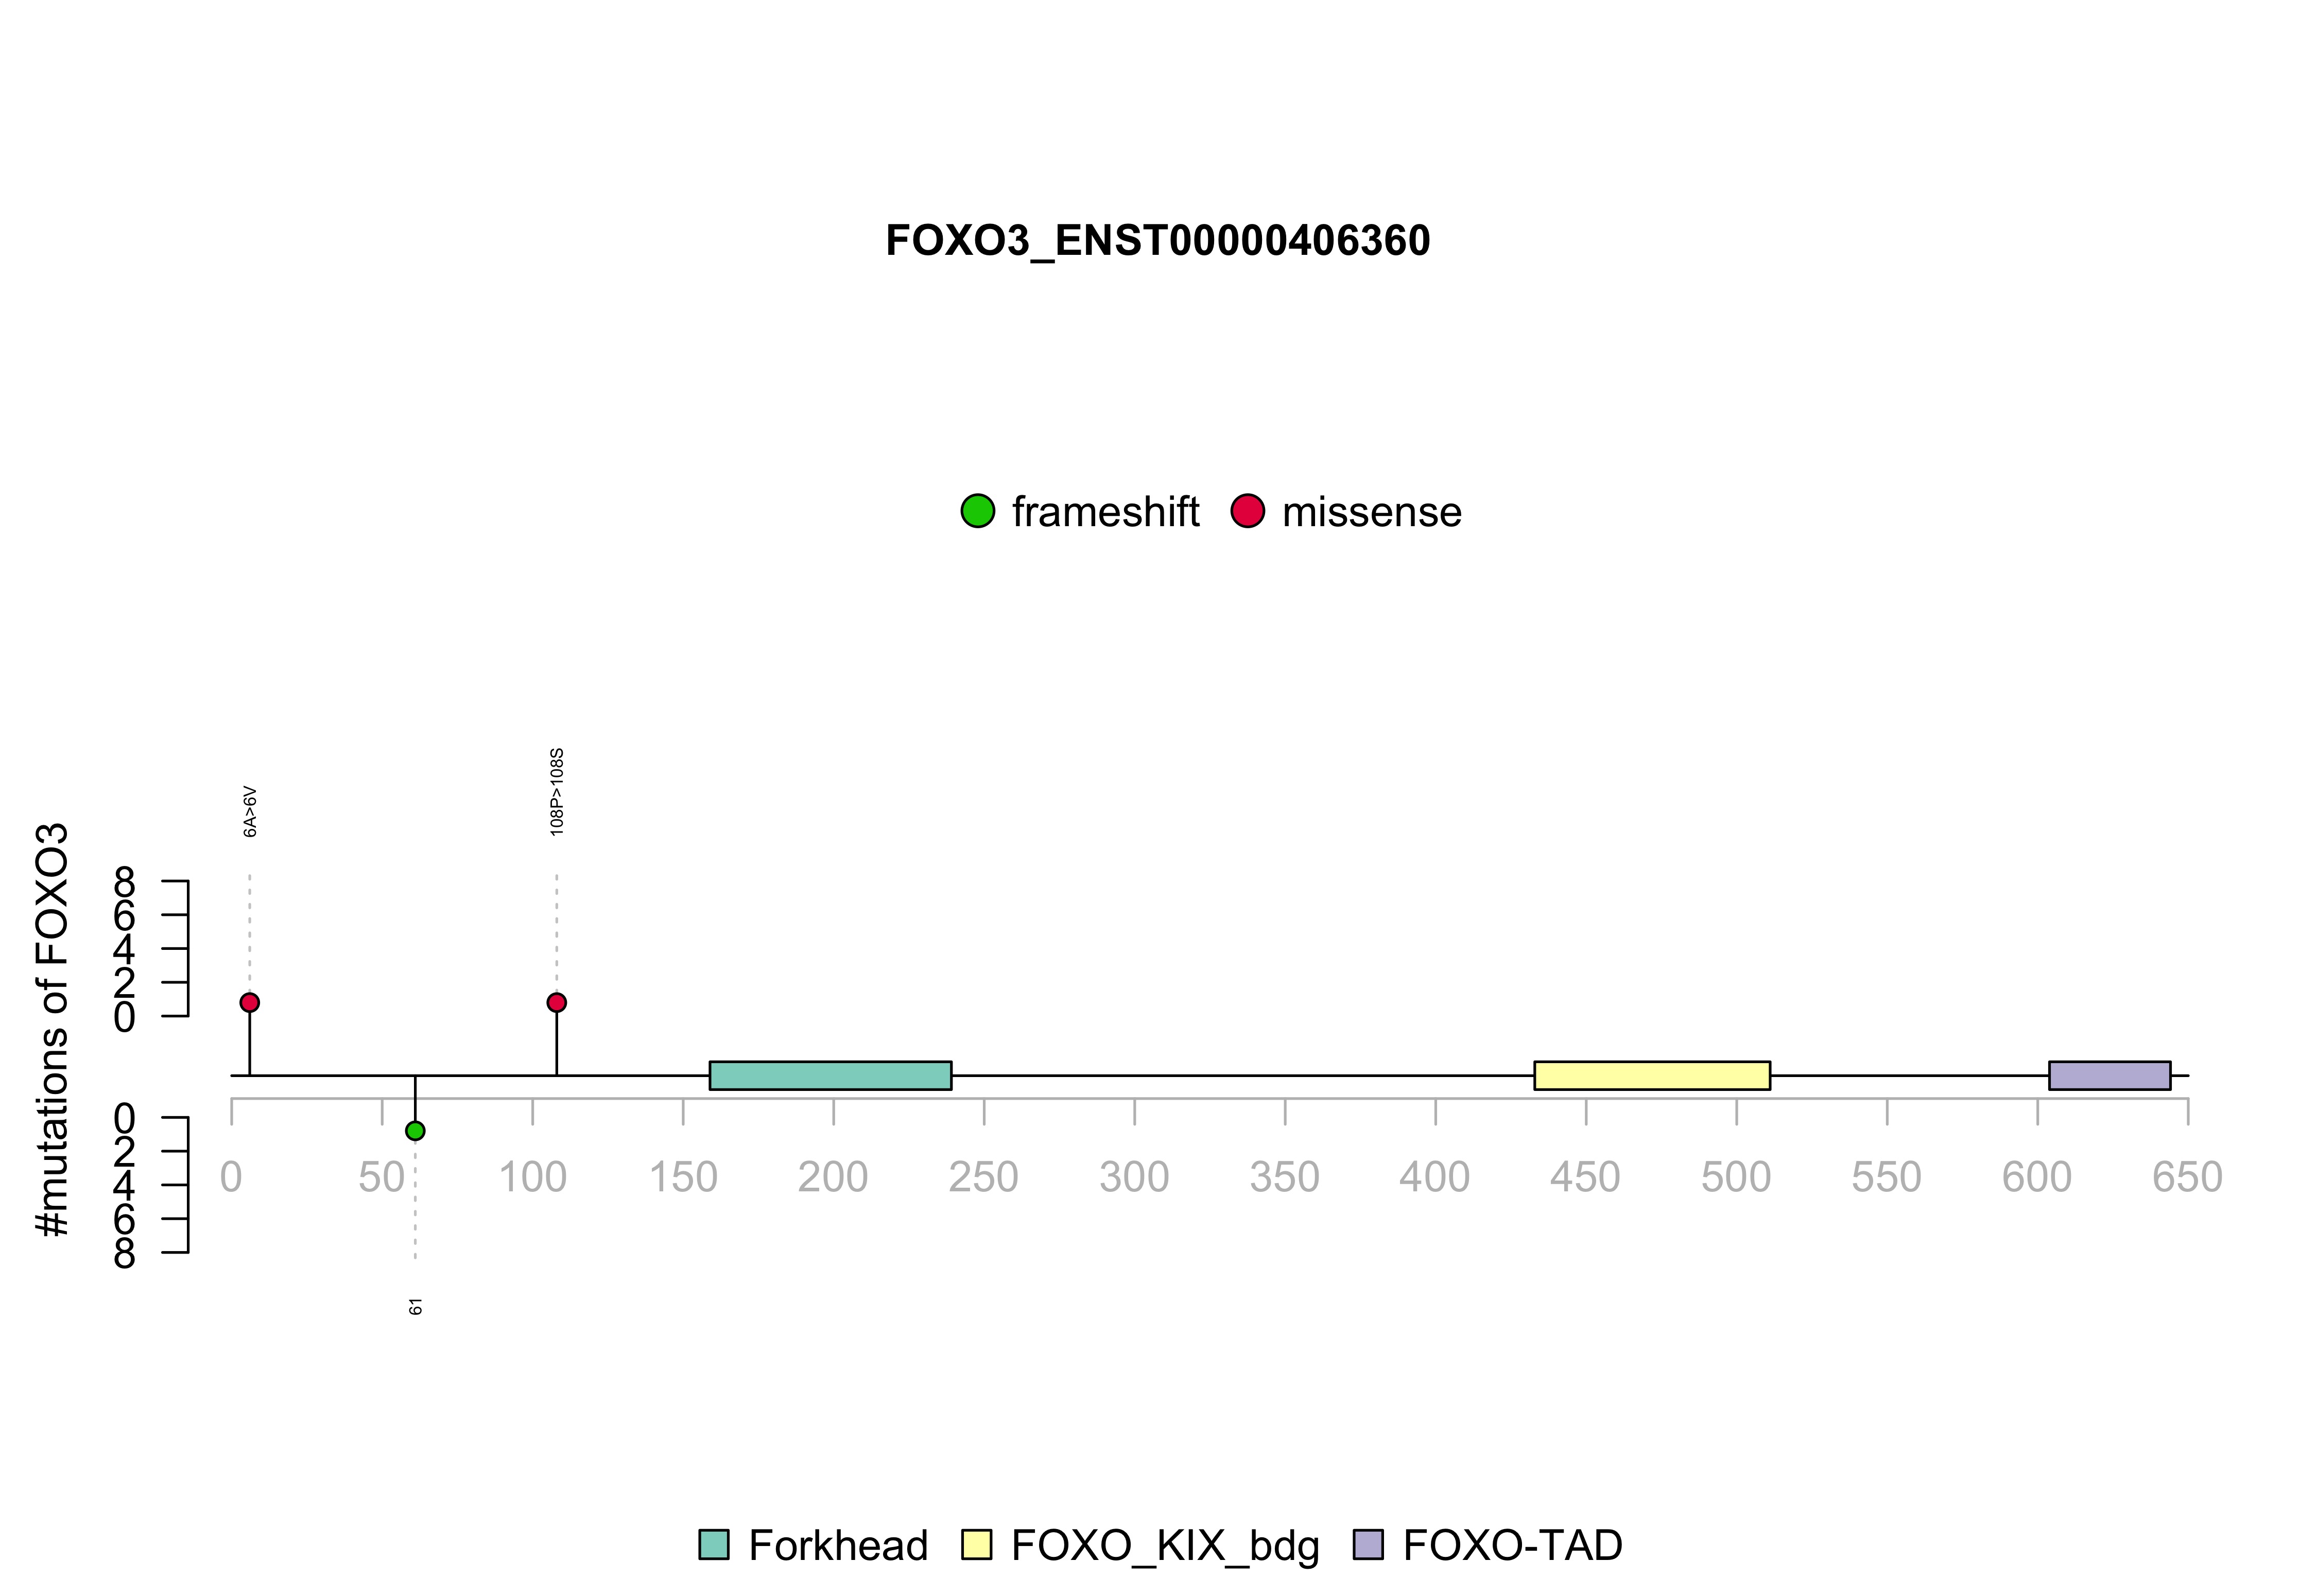 FOXO3_ENST00000406360
frameshift missense
6A>6V
108P>108S
#mutations of FOXO3
8
6
4
2
0
0
2
4
6
8
0 50 100 150 200 250 300 350 400 450 500 550 600 650
61
Forkhead FOXO_KIX_bdg FOXO-TAD